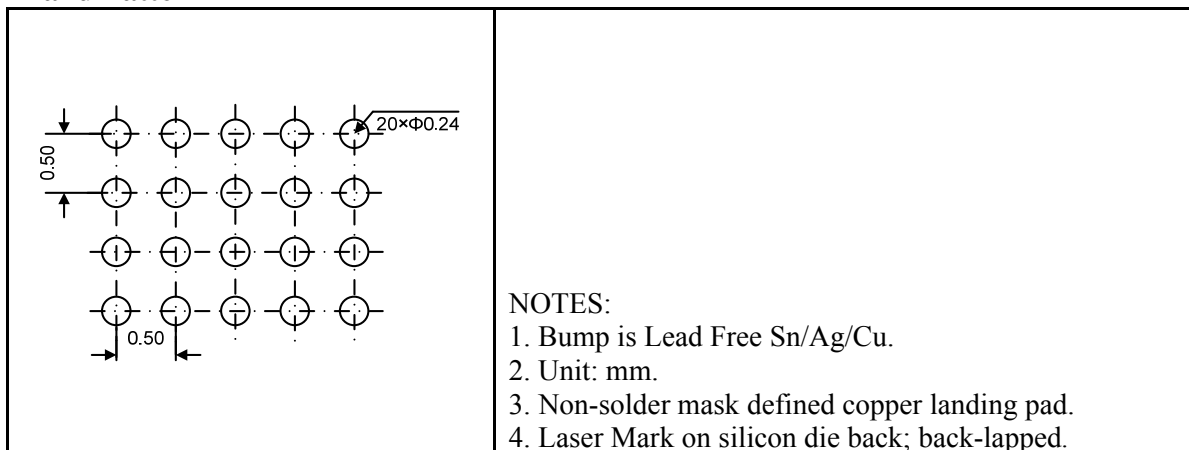 20×Φ0.24
0.50
0.50
NOTES:
1. Bump is Lead Free Sn/Ag/Cu.
2. Unit: mm.
3. Non-solder mask defined copper landing pad.
4. Laser Mark on silicon die back; back-lapped.